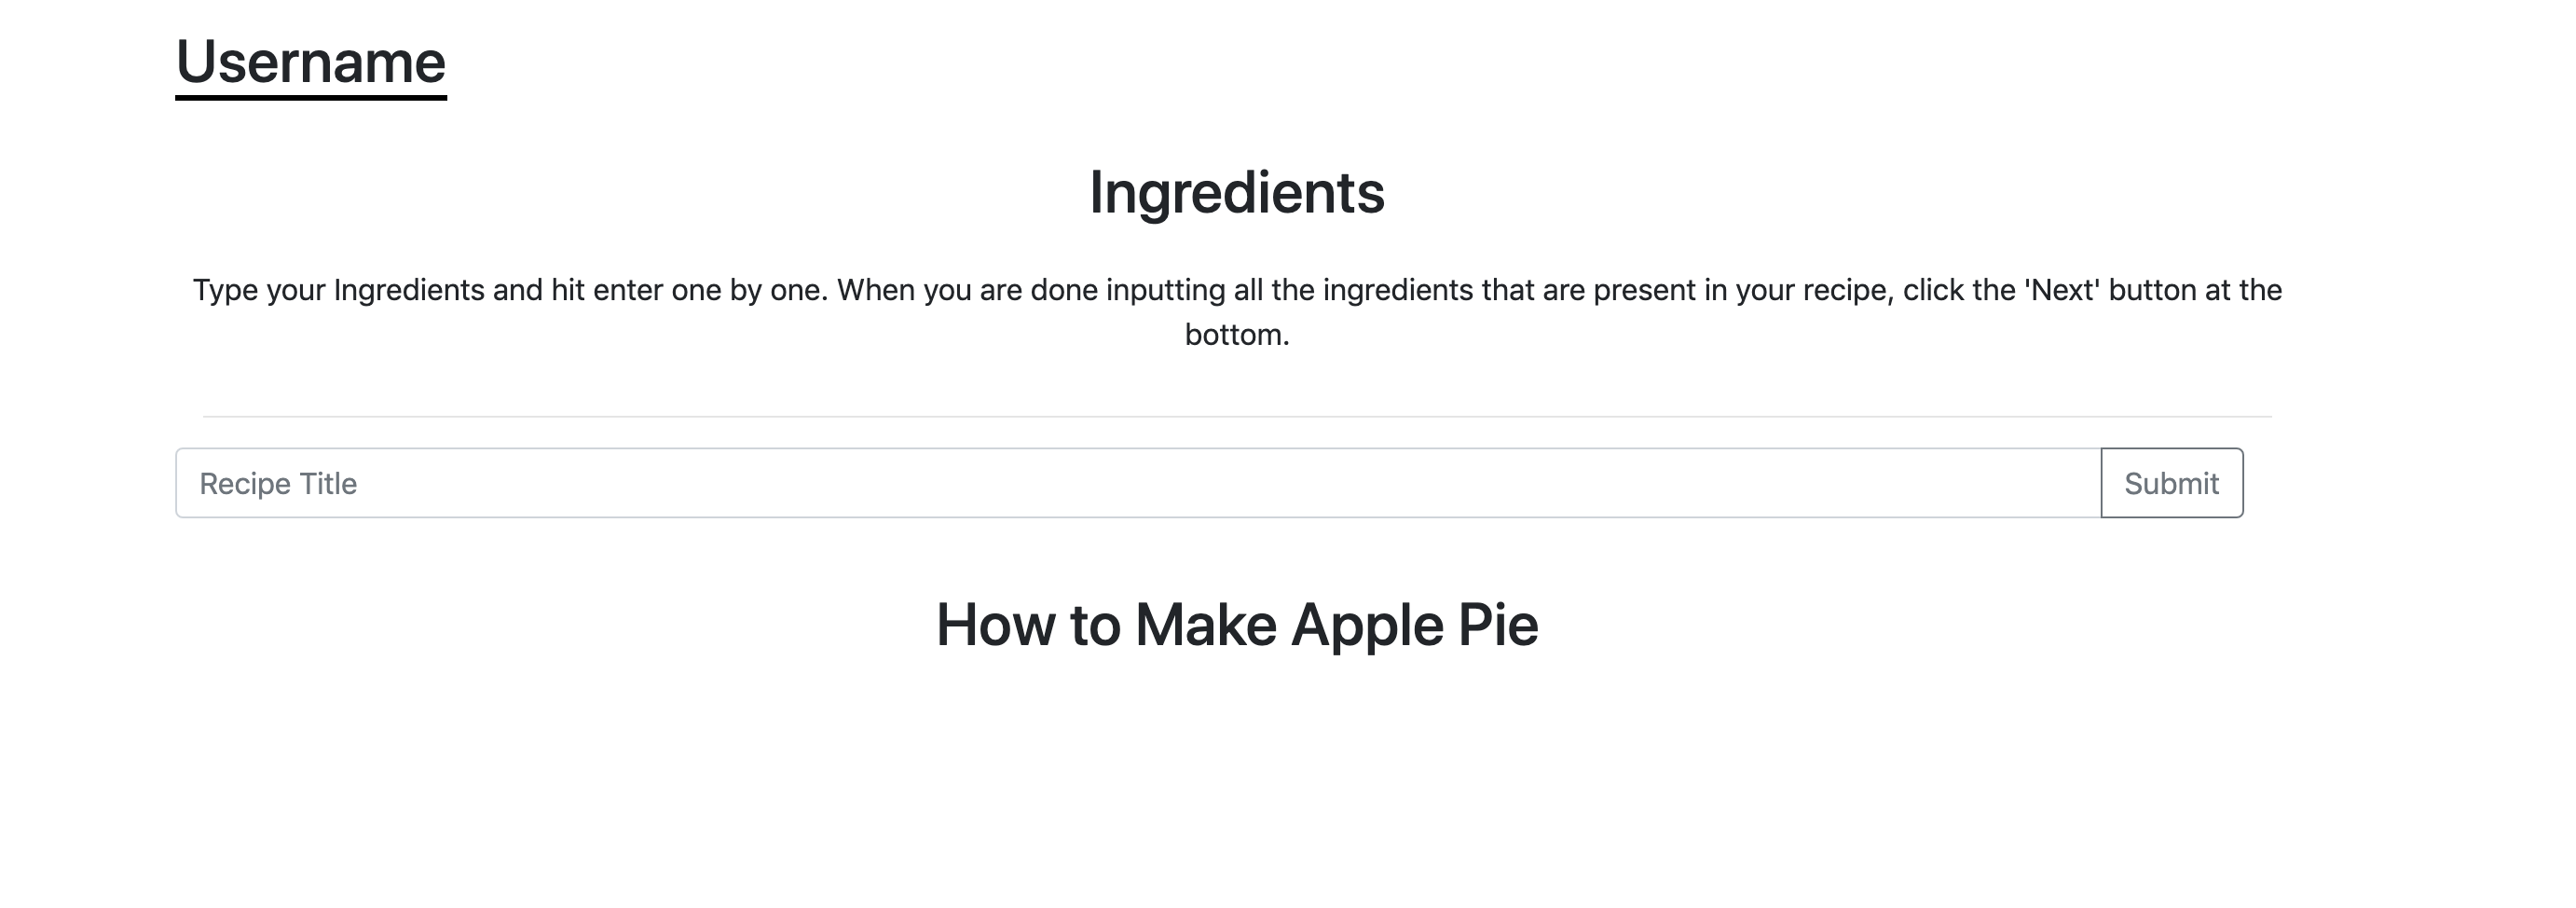 Username
Ingredients
Type your Ingredients and hit enter one by one. When you are done inputting all the ingredients that are present in your recipe, click the 'Next' button at the
bottom.
Recipe Title
Submit
How to Make Apple Pie